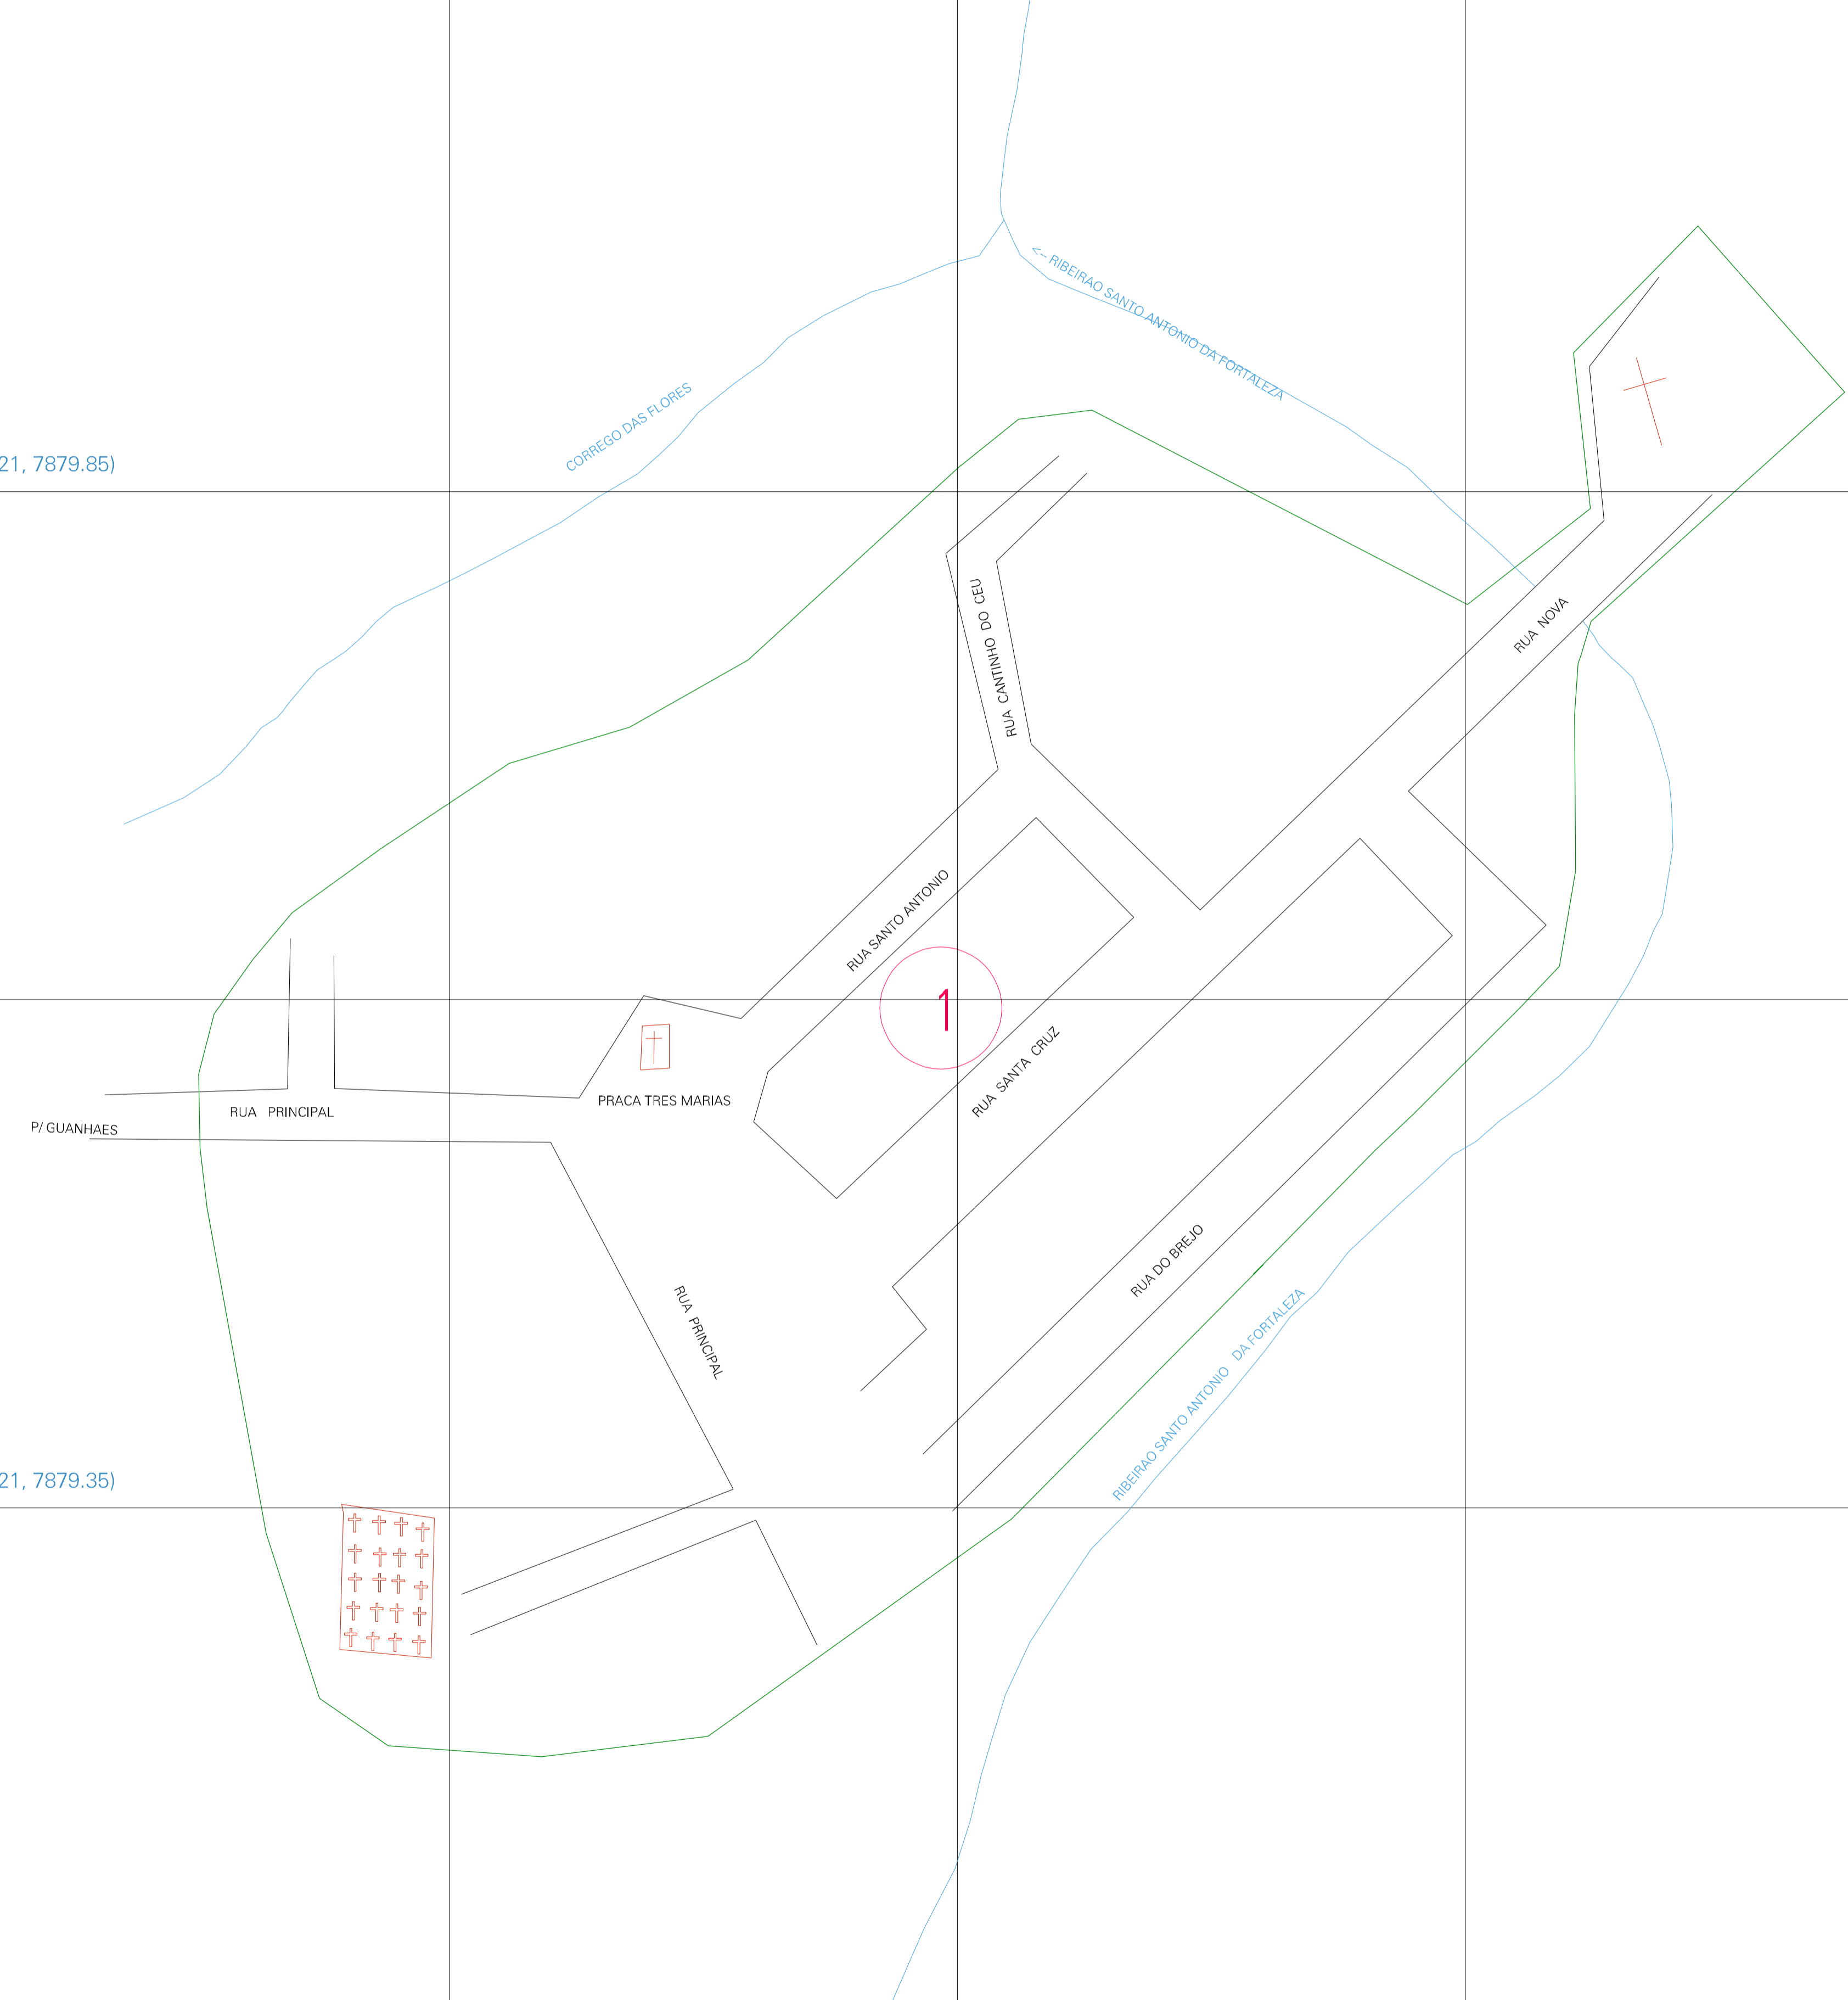 <-- RIBEIRAO SANTO ANTONIO DA FORTALEZA
CORREGO DAS FLORES
21, 7879.85)
RUA CANTINHO DO CEU
RUA NOVA
RUA SANTO ANTONIO
1
RUA SANTA CRUZ
PRACA TRES MARIAS
RUA PRINCIPAL
P/ GUANHAES
RUA DO BREJO
RUA PRINCIPAL
RIBEIRAO SANTO ANTONIO DA FORTALEZA
21, 7879.35)